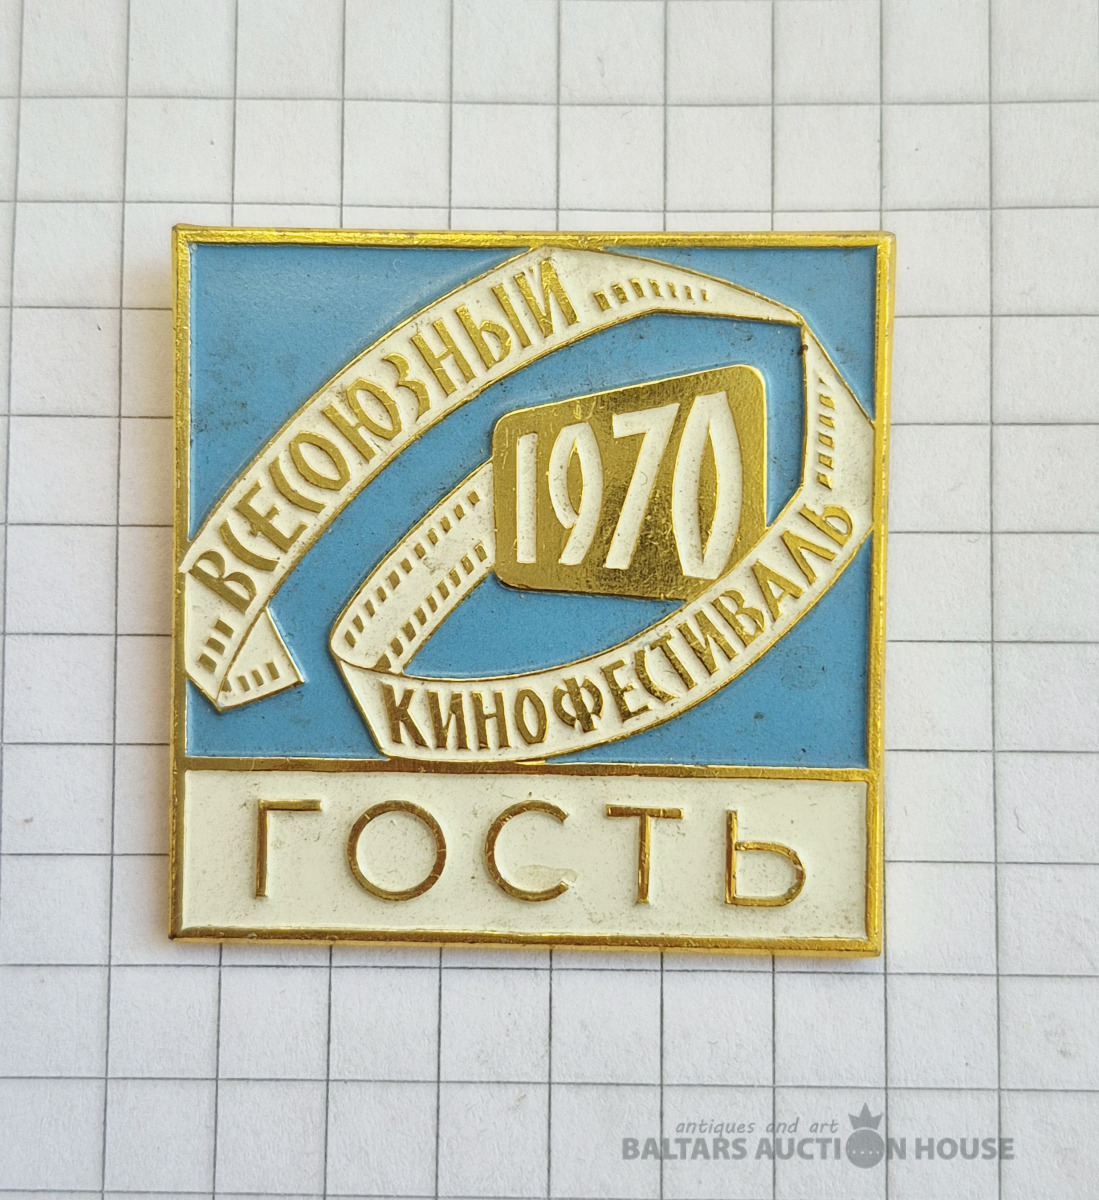 ВСЕСОЮЗНЫЙ
1970
КИНОФЕСТИВАЛЬ
ГОСТЬ
antiques and art
BALTARS AUCTION HOUSE